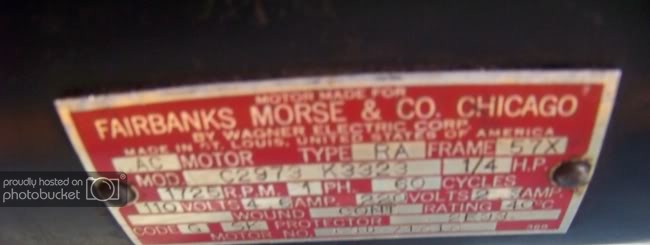 MOTOR MADE FOR
FAIRBANKS MORSE & CO. CHICAGO
BY WAGNER ELECTRIC CORP.
MADE IN ST. LOUIS, UNITED STATES OF AMERICA
AC MOTOR TYPE RA FRAME 57X
MOD. C2973 K3323 1/4 H.P.
1725 R.P.M. 1 PH. 60 CYCLES
110 VOLTS AMP. 220 VOLTS AMP.
WOUND CONT RATING 40°C
CODE PROTECTOR
MOTOR NO.
proudly hosted on
photobucket